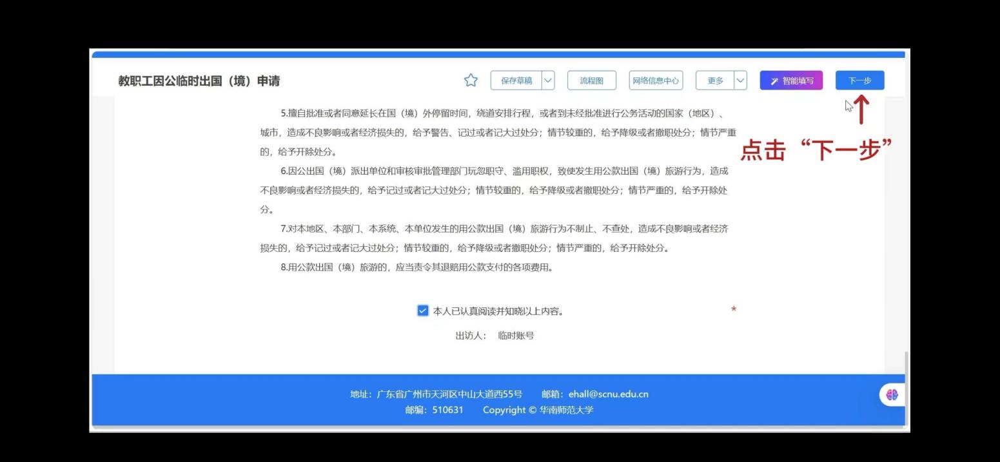 教职工因公临时出国（境）申请
保存草稿
流程图
网络信息中心
更多
智能填写
下一步
5.擅自批准或者同意延长在国（境）外停留时间，绕道安排行程，或者到未经批准进行公务活动的国家（地区）、
城市，造成不良影响或者经济损失的，给予警告、记过或者记大过处分；情节较重的，给予降级或者撤职处分；情节严重
的，给予开除处分。
点击“下一步”
6.因公出国（境）派出单位和审核审批管理部门玩忽职守、滥用职权，致使发生用公款出国（境）旅游行为，造成
不良影响或者经济损失的，给予记过或者记大过处分；情节较重的，给予降级或者撤职处分；情节严重的，给予开除处
分。
7.对本地区、本部门、本系统、本单位发生的用公款出国（境）旅游行为不制止、不查处，造成不良影响或者经济
损失的，给予记过或者记大过处分；情节较重的，给予降级或者撤职处分；情节严重的，给予开除处分。
8.用公款出国（境）旅游的，应当责令其退赔用公款支付的各项费用。
本人已认真阅读并知晓以上内容。 *
出访人： 临时账号
地址：广东省广州市天河区中山大道西55号 邮箱：ehall@scnu.edu.cn
邮编：510631 Copyright © 华南师范大学